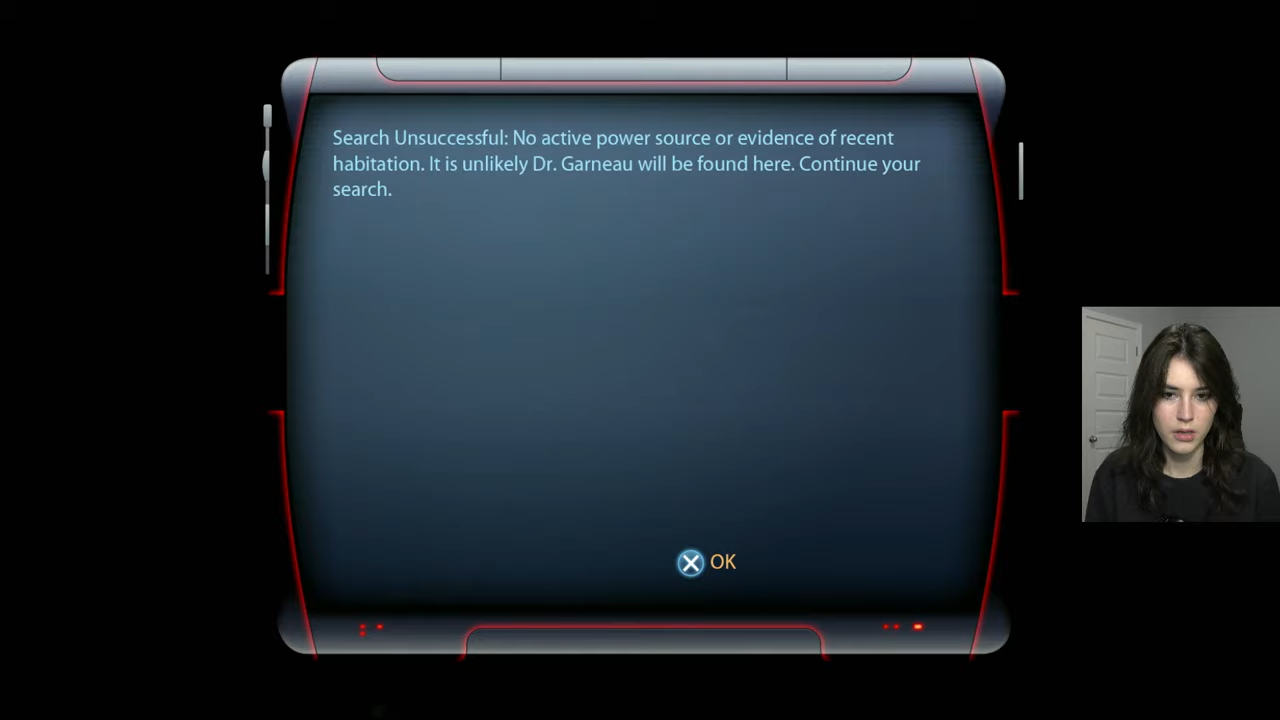 Search Unsuccessful: No active power source or evidence of recent
habitation. It is unlikely Dr. Garneau will be found here. Continue your
search.
OK